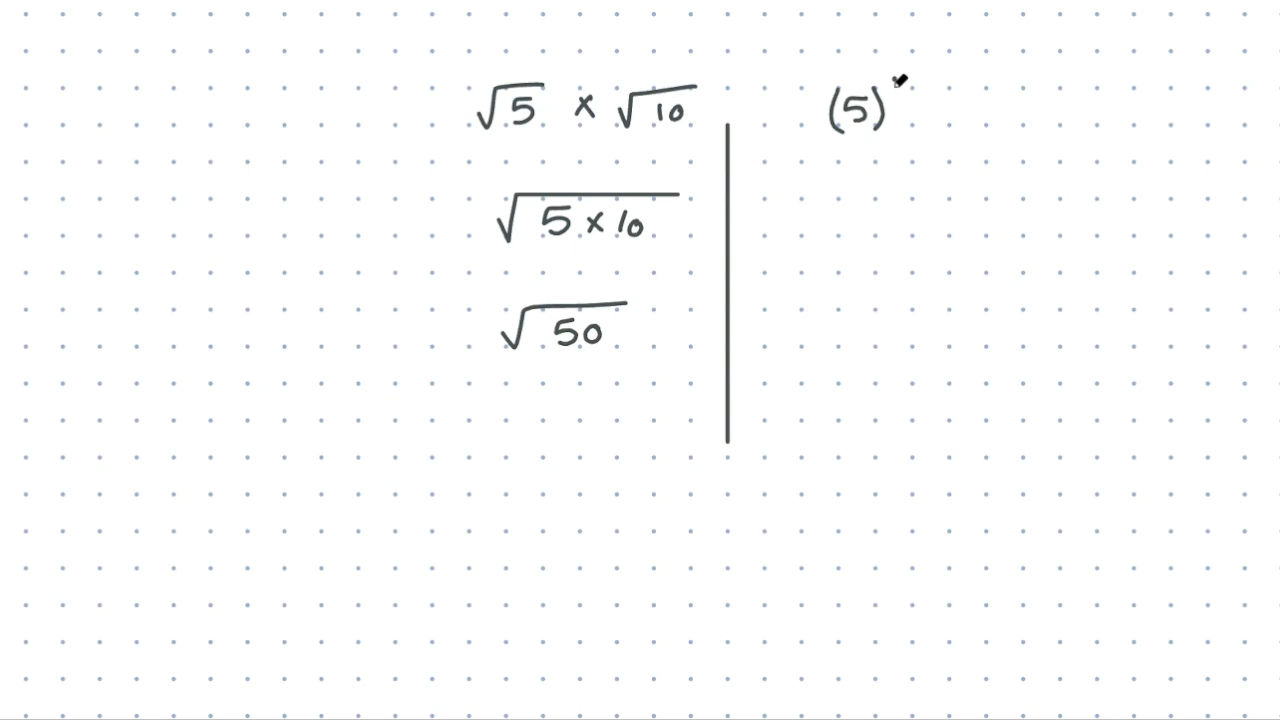 √5 × √10
√5 × 10
√50
(5)